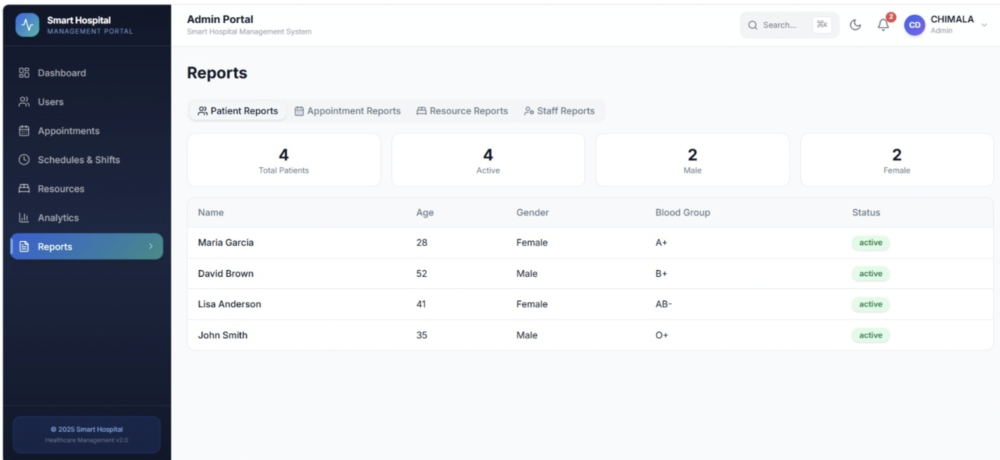 Smart Hospital
MANAGEMENT PORTAL
Dashboard
Users
Appointments
Schedules & Shifts
Resources
Analytics
Reports
© 2025 Smart Hospital
Healthcare Management v2.0
Admin Portal
Smart Hospital Management System
Search... ⌘K
2
CD
CHIMALA
Admin
Reports
Patient Reports Appointment Reports Resource Reports Staff Reports
4
Total Patients
4
Active
2
Male
2
Female
Name Age Gender Blood Group Status
Maria Garcia 28 Female A+ active
David Brown 52 Male B+ active
Lisa Anderson 41 Female AB- active
John Smith 35 Male O+ active